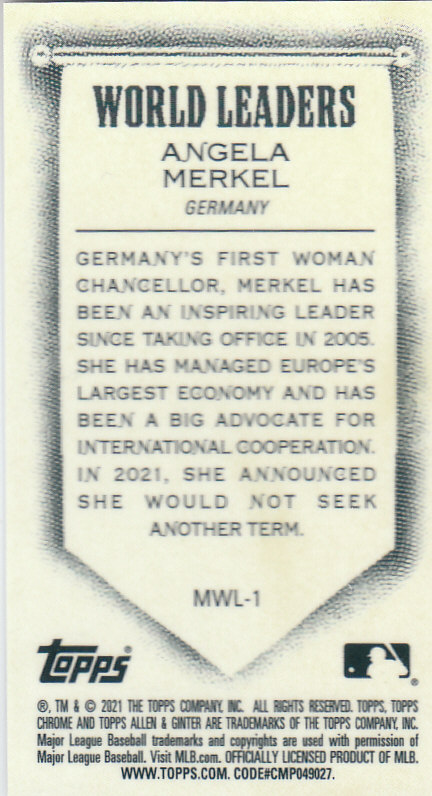 WORLD LEADERS
ANGELA
MERKEL
GERMANY
GERMANY'S FIRST WOMAN
CHANCELLOR, MERKEL HAS
BEEN AN INSPIRING LEADER
SINCE TAKING OFFICE IN 2005.
SHE HAS MANAGED EUROPE'S
LARGEST ECONOMY AND HAS
BEEN A BIG ADVOCATE FOR
INTERNATIONAL COOPERATION.
IN 2021, SHE ANNOUNCED
SHE WOULD NOT SEEK
ANOTHER TERM.
MWL-1
Topps®
®
®, TM & © 2021 THE TOPPS COMPANY, INC. ALL RIGHTS RESERVED. TOPPS, TOPPS
CHROME AND TOPPS ALLEN & GINTER ARE TRADEMARKS OF THE TOPPS COMPANY, INC.
Major League Baseball trademarks and copyrights are used with permission of
Major League Baseball. Visit MLB.com. OFFICIALLY LICENSED PRODUCT OF MLB.
WWW.TOPPS.COM. CODE#CMP049027.